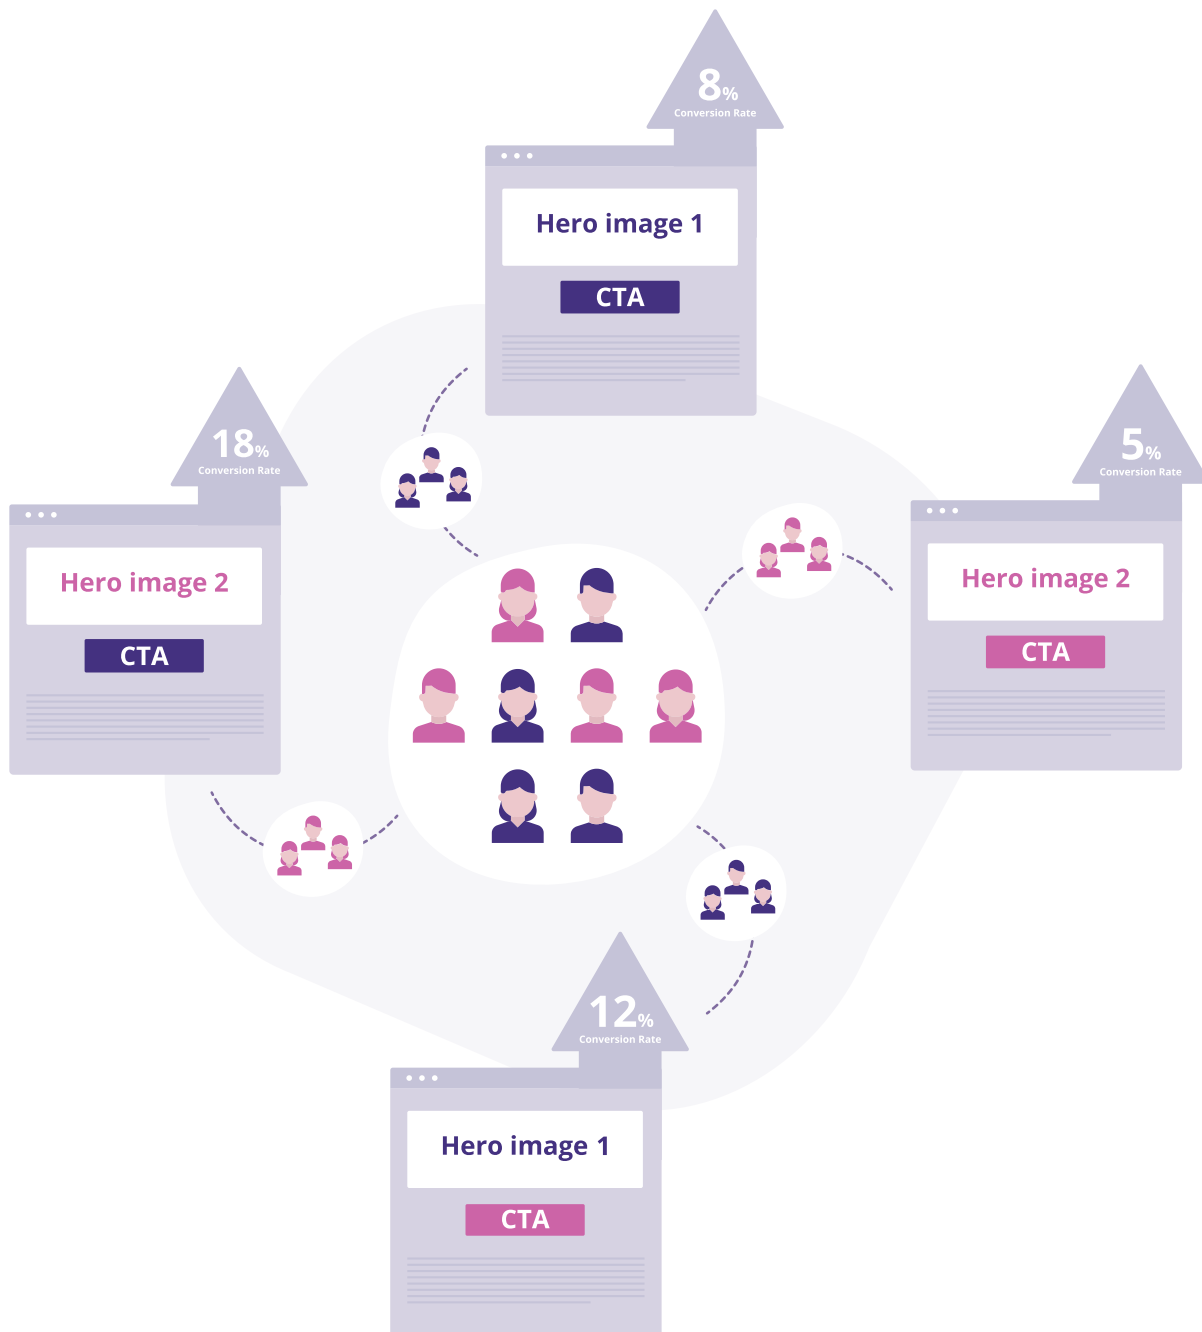 8%
Conversion Rate
Hero image 1
CTA
18%
Conversion Rate
Hero image 2
CTA
5%
Conversion Rate
Hero image 2
CTA
12%
Conversion Rate
Hero image 1
CTA